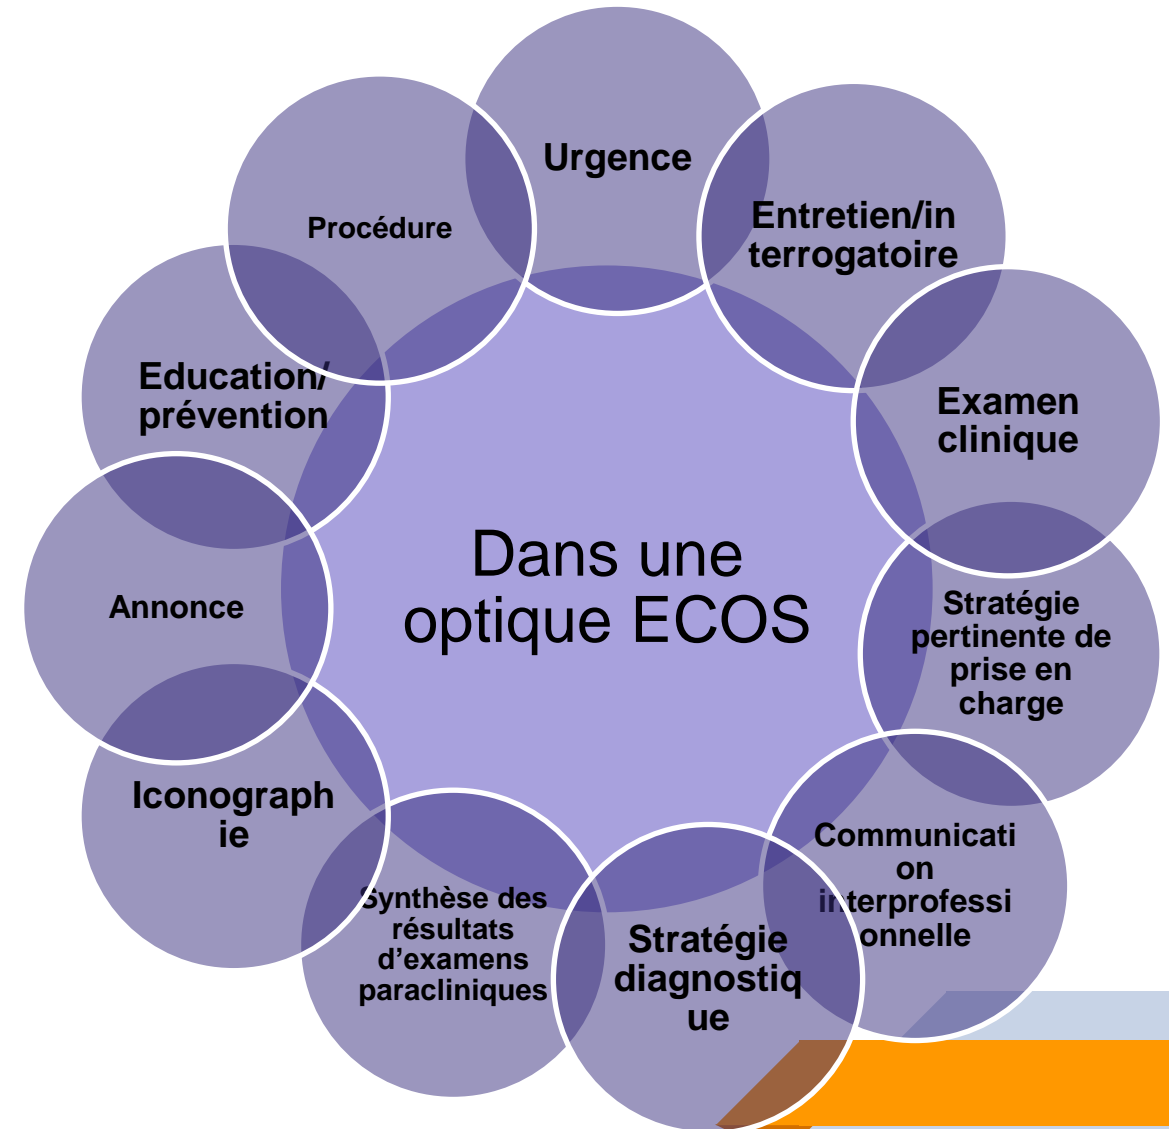 Urgence
Entretien/in
terrogatoire
Examen
clinique
Stratégie
pertinente de
prise en
charge
Communicati
on
interprofessi
onnelle
Stratégie
diagnostiq
ue
Synthèse des
résultats
d’examens
paracliniques
Iconograph
ie
Annonce
Education/
prévention
Procédure
Dans une
optique ECOS